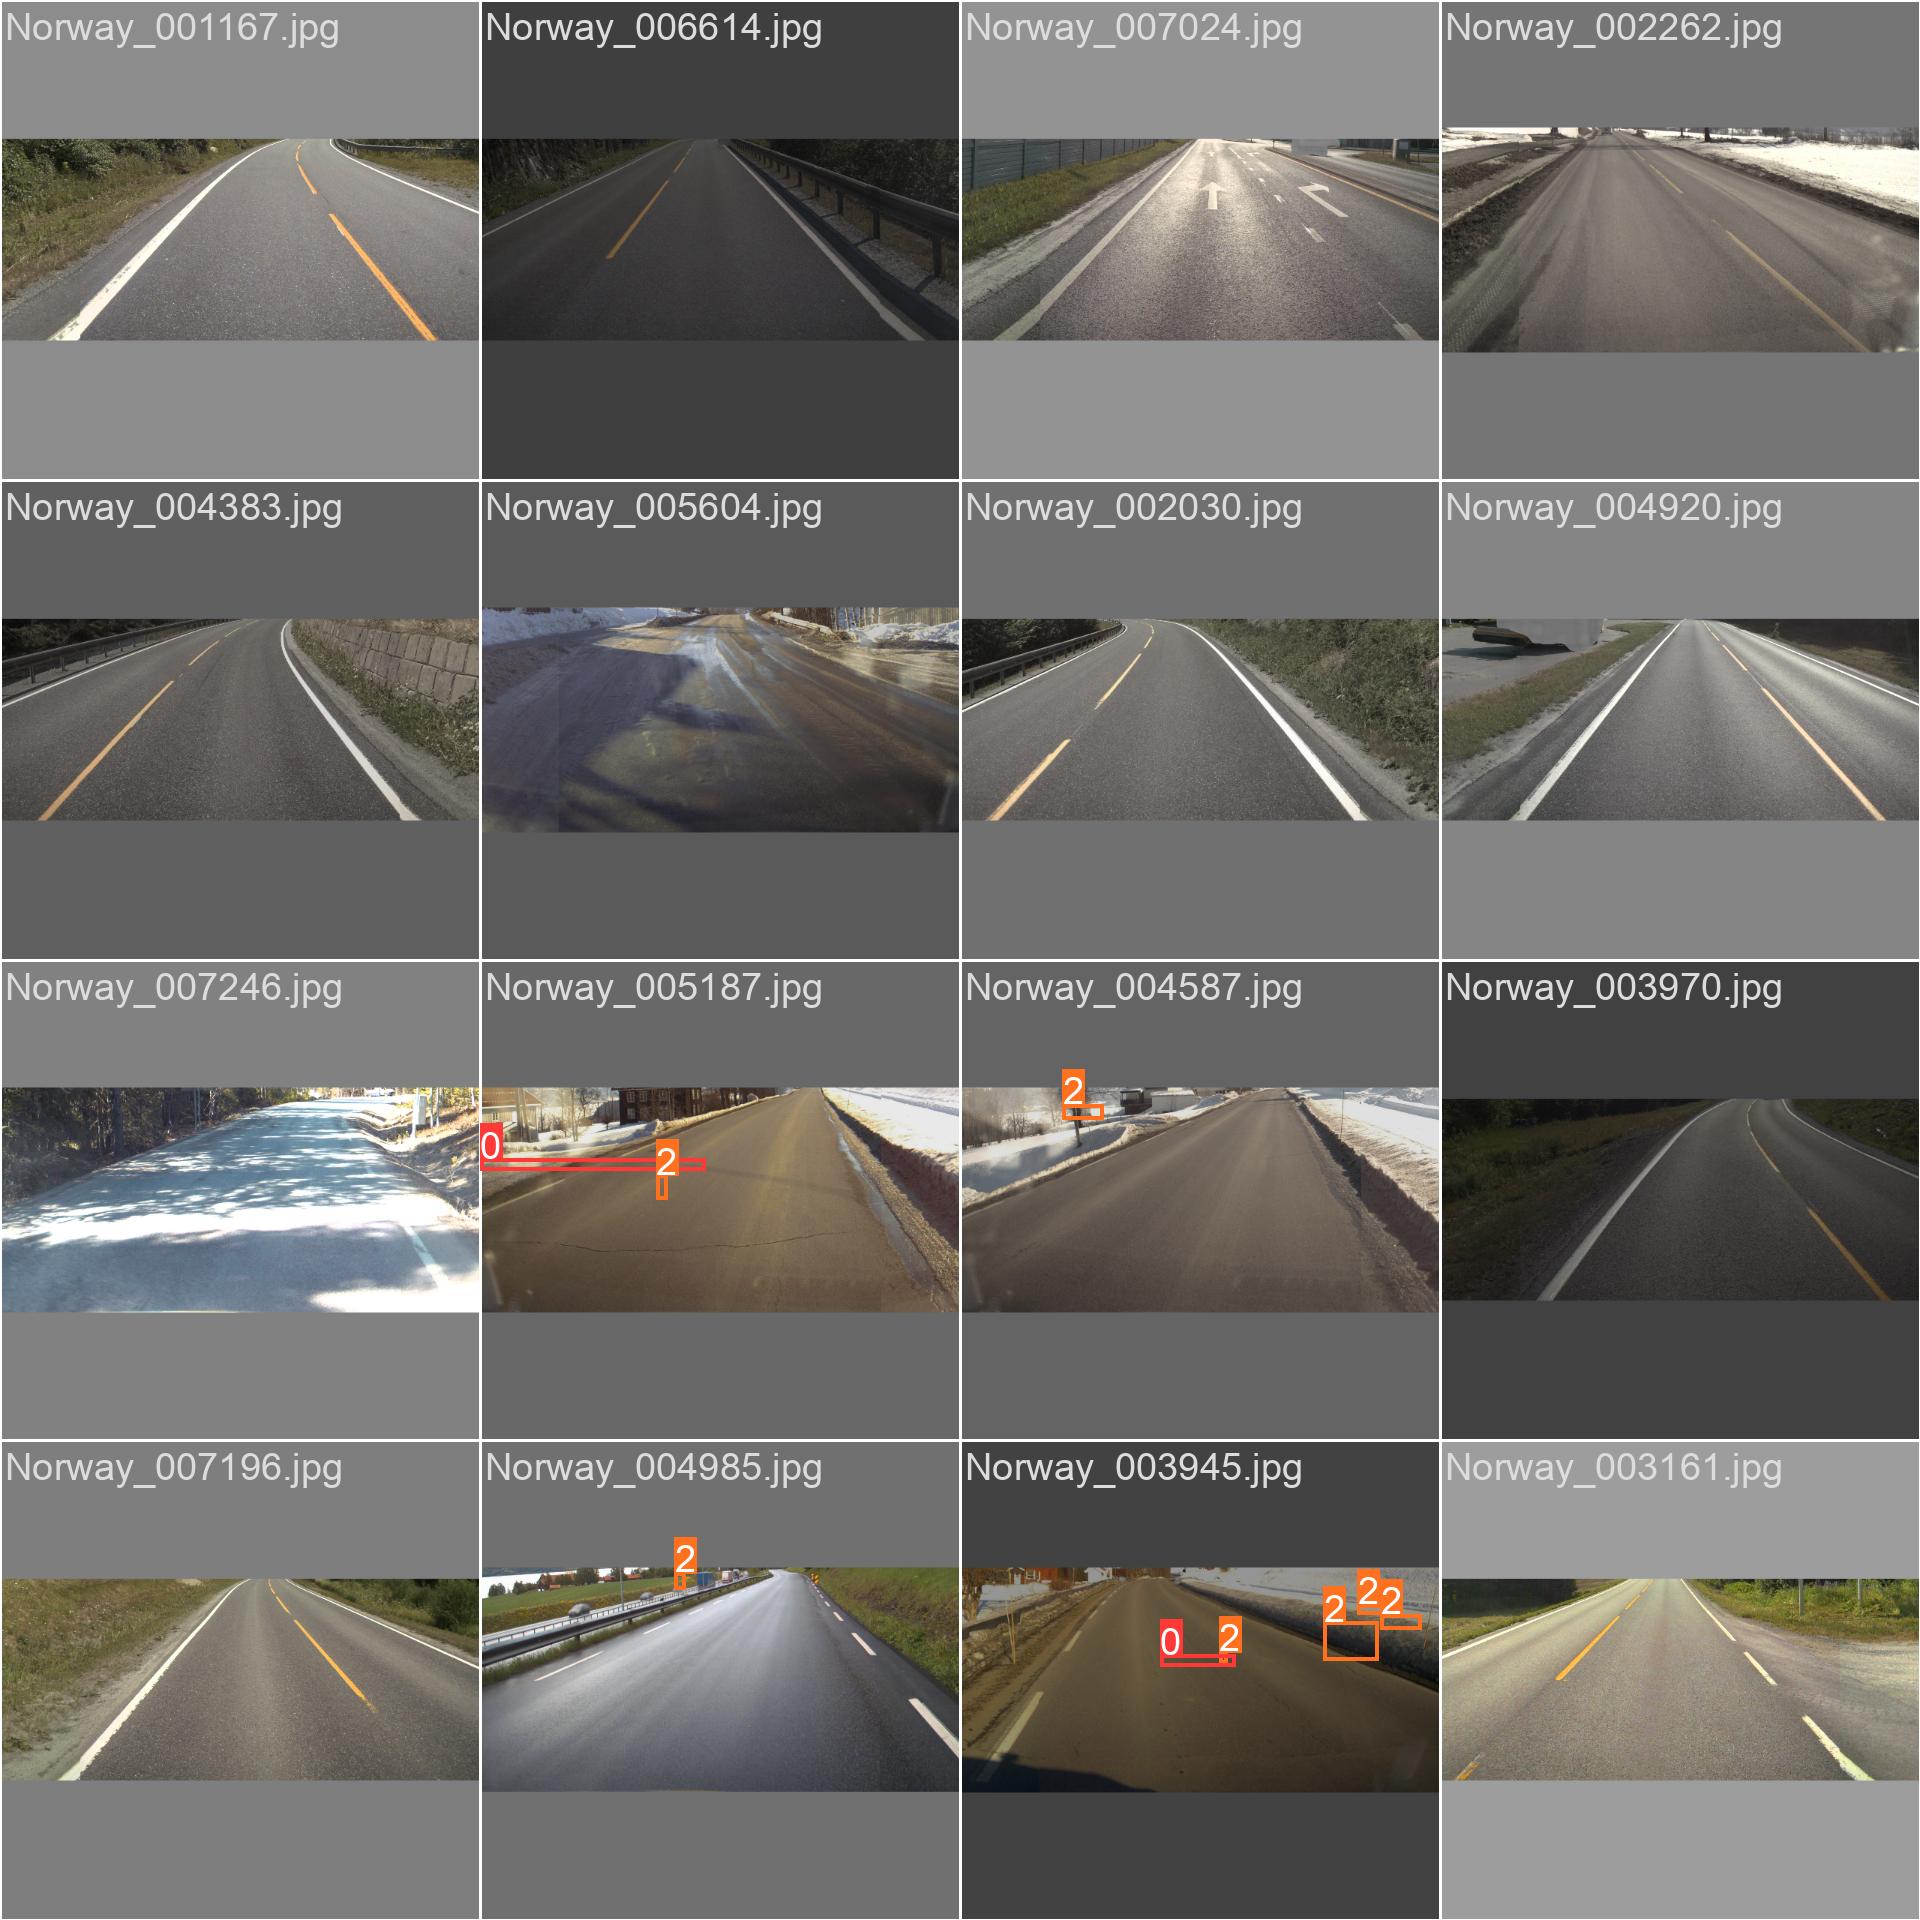 Norway_001167.jpg
Norway_006614.jpg
Norway_007024.jpg
Norway_002262.jpg
Norway_004383.jpg
Norway_005604.jpg
Norway_002030.jpg
Norway_004920.jpg
Norway_007246.jpg
Norway_005187.jpg
0
2
Norway_004587.jpg
2
Norway_003970.jpg
Norway_007196.jpg
Norway_004985.jpg
2
Norway_003945.jpg
0
2
2
2
2
Norway_003161.jpg